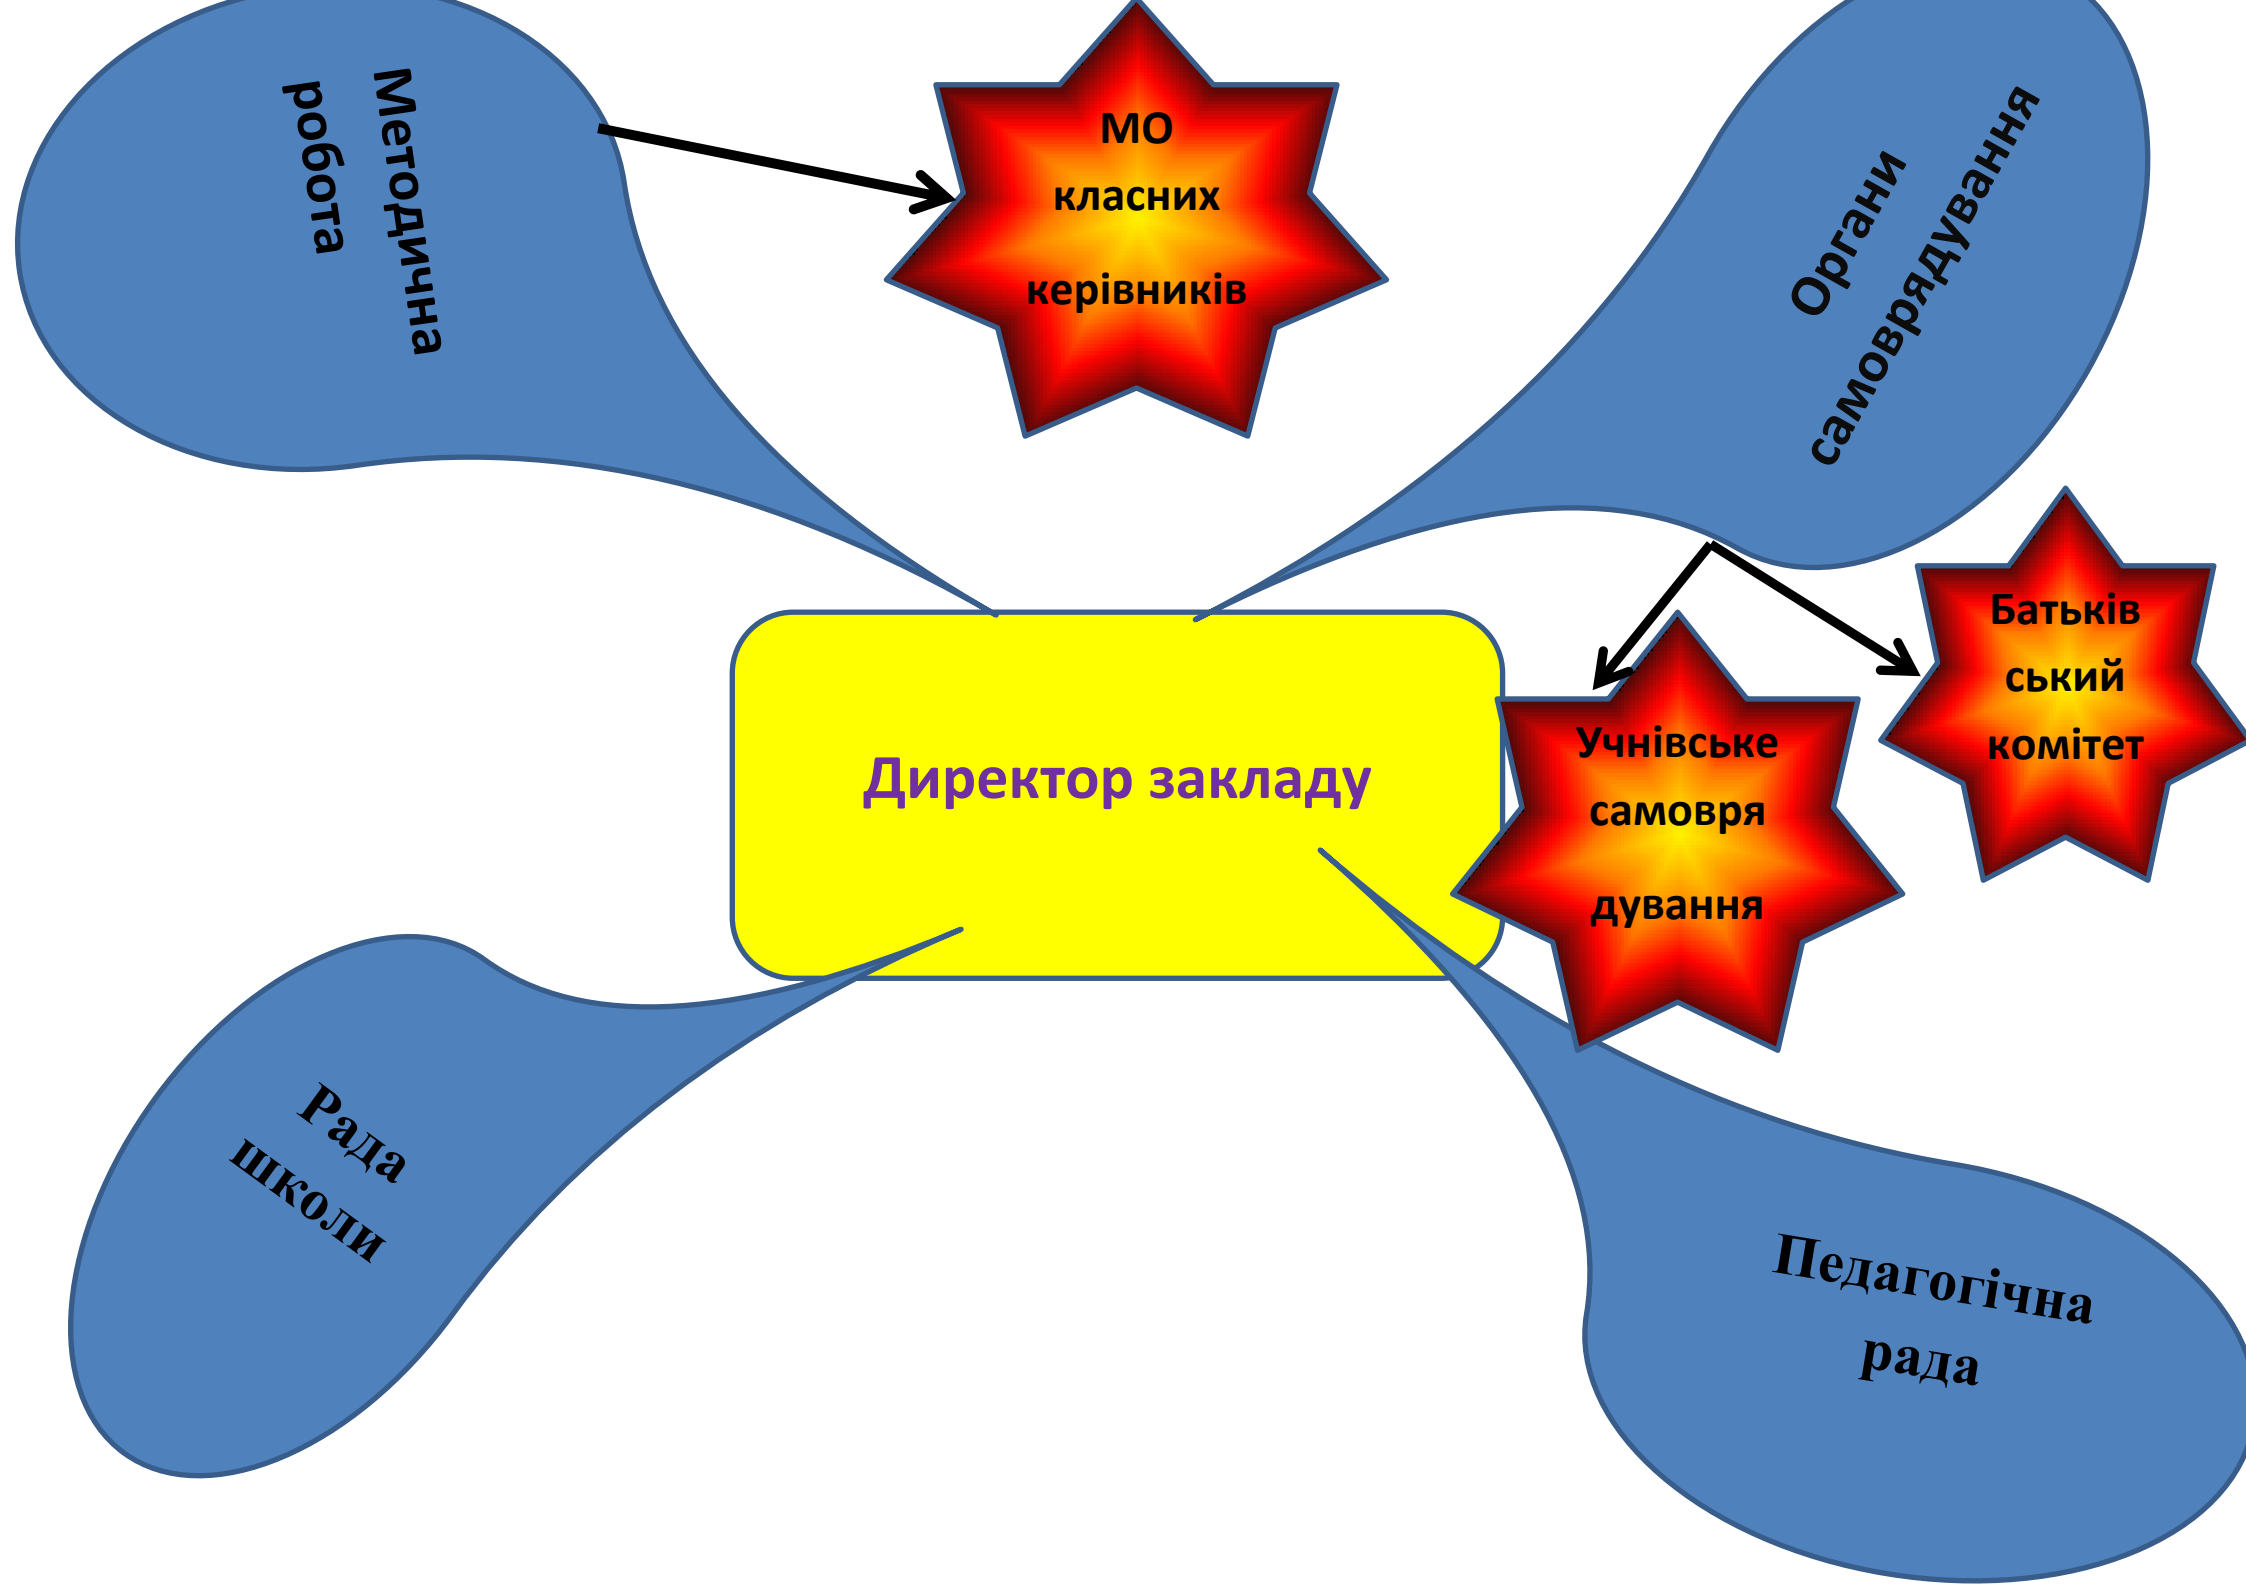 Методична
робота
МО
класних
керівників
Органи
самоврядування
Батьків
ський
комітет
Учнівське
самовря
дування
Директор закладу
Рада
школи
Педагогічна
рада